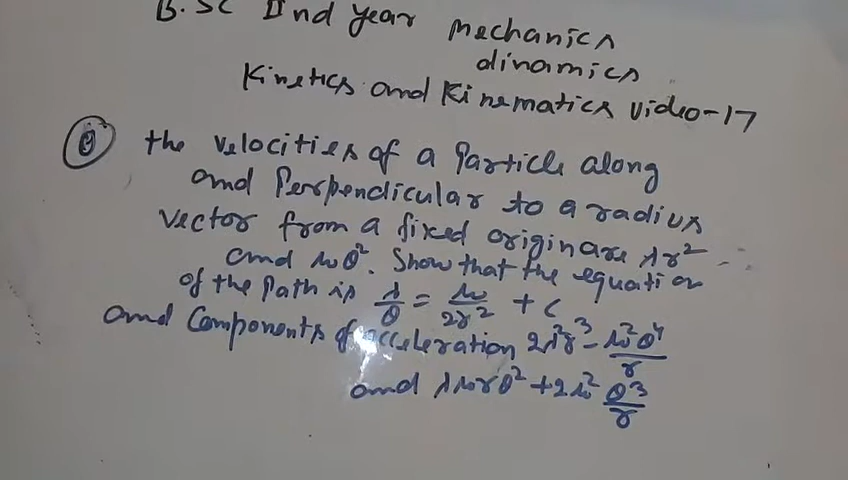 B.SC IInd year mechanics
dinamics
Kinetics and Kinematics video-17
Q the velocities of a Particle along
and Perpendicular to a radius
vector from a fixed origin are λr²
and μθ². Show that the equation
of the Path is λ/θ = μ/2r² + c
and Components of acceleration 2λ²r³ - μ²θ⁴/r
and λμrθ² + 2μ² θ³/r